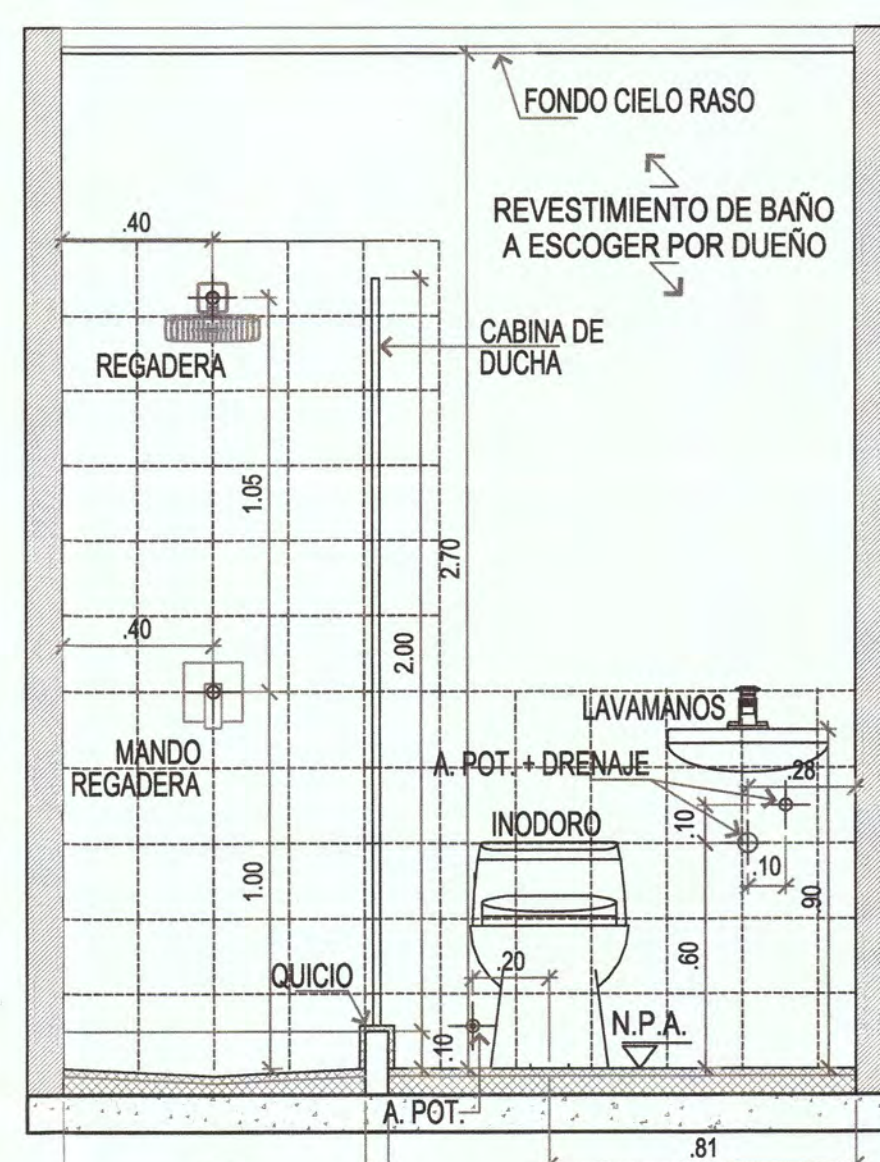 FONDO CIELO RASO
REVESTIMIENTO DE BAÑO
A ESCOGER POR DUEÑO
.40
REGADERA
CABINA DE
DUCHA
1.05
2.70
2.00
.40
MANDO
REGADERA
LAVAMANOS
A. POT. + DRENAJE
.28
.10
INODORO
.10
.90
1.00
.60
QUICIO
.20
N.P.A.
.10
A. POT.
.81